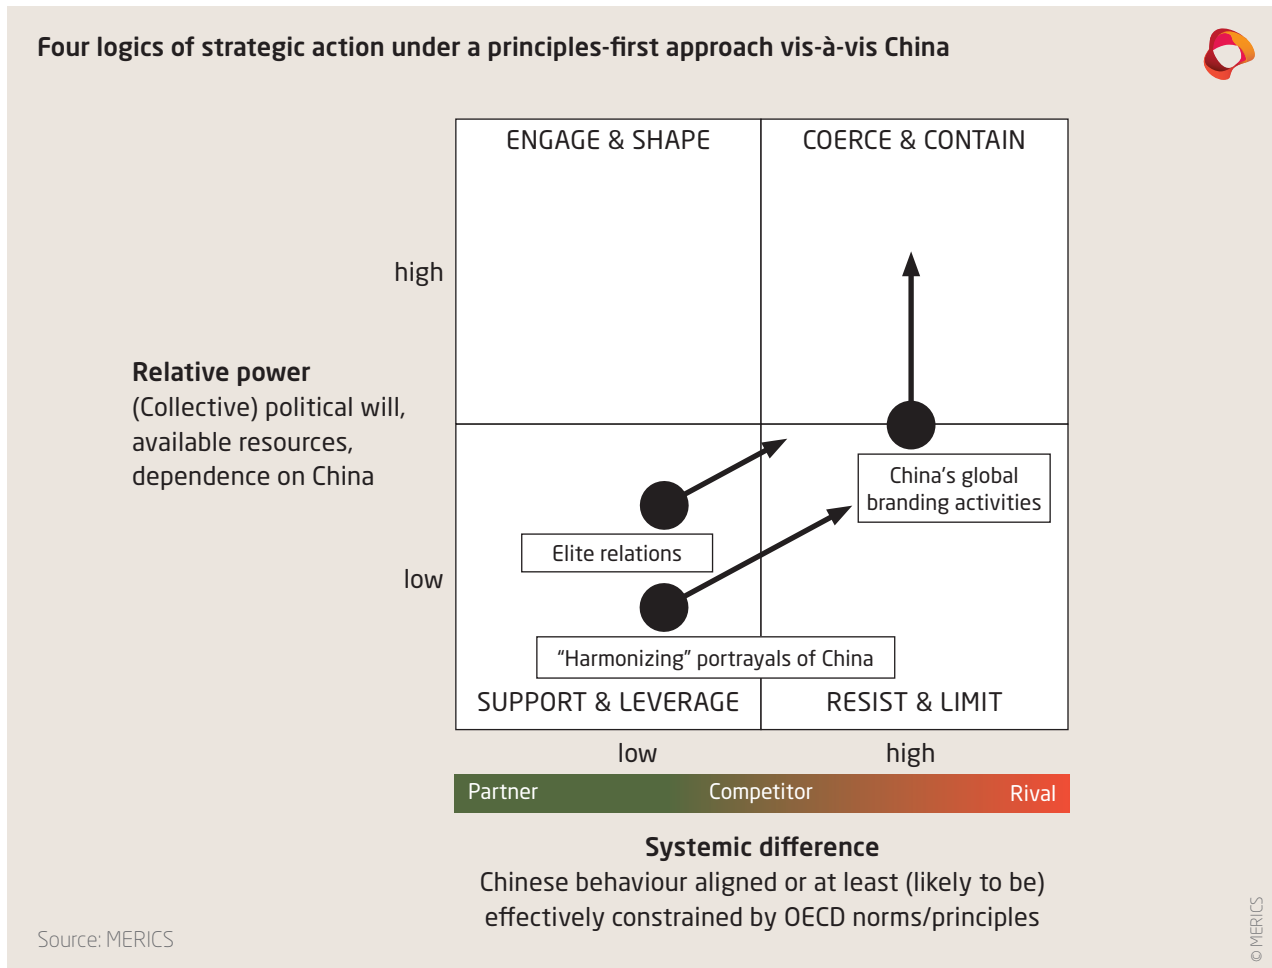 Four logics of strategic action under a principles-first approach vis-à-vis China
ENGAGE & SHAPE
COERCE & CONTAIN
high
Relative power
(Collective) political will,
available resources,
dependence on China
China's global
branding activities
Elite relations
low
“Harmonizing” portrayals of China
SUPPORT & LEVERAGE
RESIST & LIMIT
low
high
Partner
Competitor
Rival
Systemic difference
Chinese behaviour aligned or at least (likely to be)
effectively constrained by OECD norms/principles
Source: MERICS
© MERICS